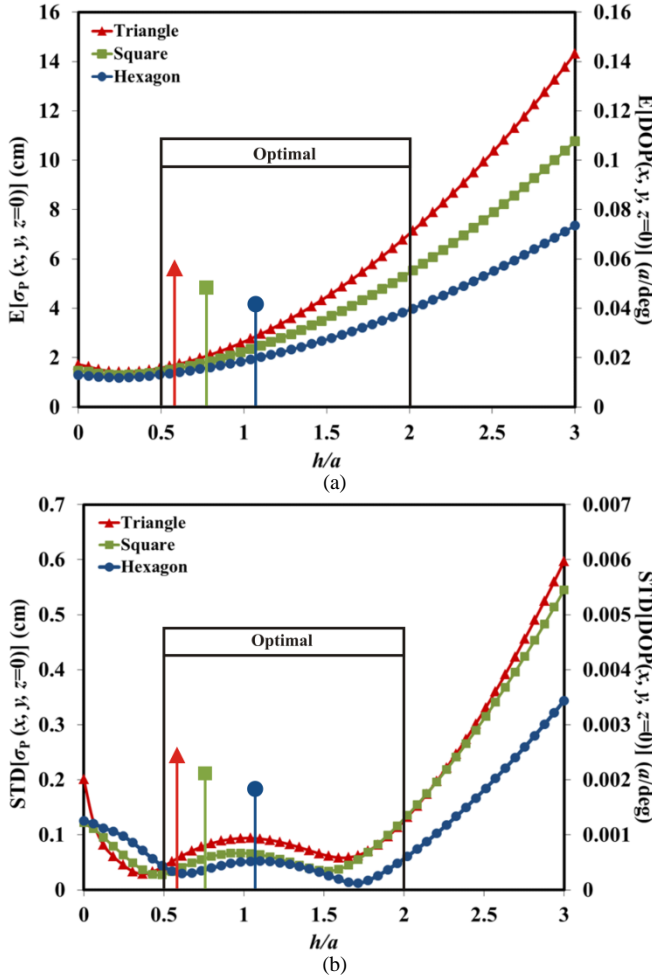 Triangle
Square
Hexagon
Optimal
E[σP (x, y, z=0)] (cm)
16
14
12
10
8
6
4
2
0
E[DOP(x, y, z=0)] (a/deg)
0.16
0.14
0.12
0.1
0.08
0.06
0.04
0.02
0
0 0.5 1 1.5 2 2.5 3
h/a
(a)
Triangle
Square
Hexagon
Optimal
STD[σP (x, y, z=0)] (cm)
0.7
0.6
0.5
0.4
0.3
0.2
0.1
0
STD[DOP(x, y, z=0)] (a/deg)
0.007
0.006
0.005
0.004
0.003
0.002
0.001
0
0 0.5 1 1.5 2 2.5 3
h/a
(b)